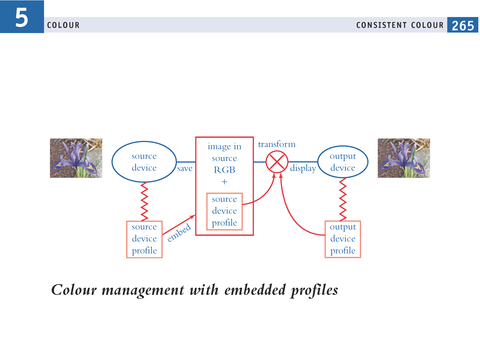 5
COLOUR
CONSISTENT COLOUR 265
source
device
save
image in
source
RGB
+
source
device
profile
transform
display
output
device
source
device
profile
embed
output
device
profile
Colour management with embedded profiles